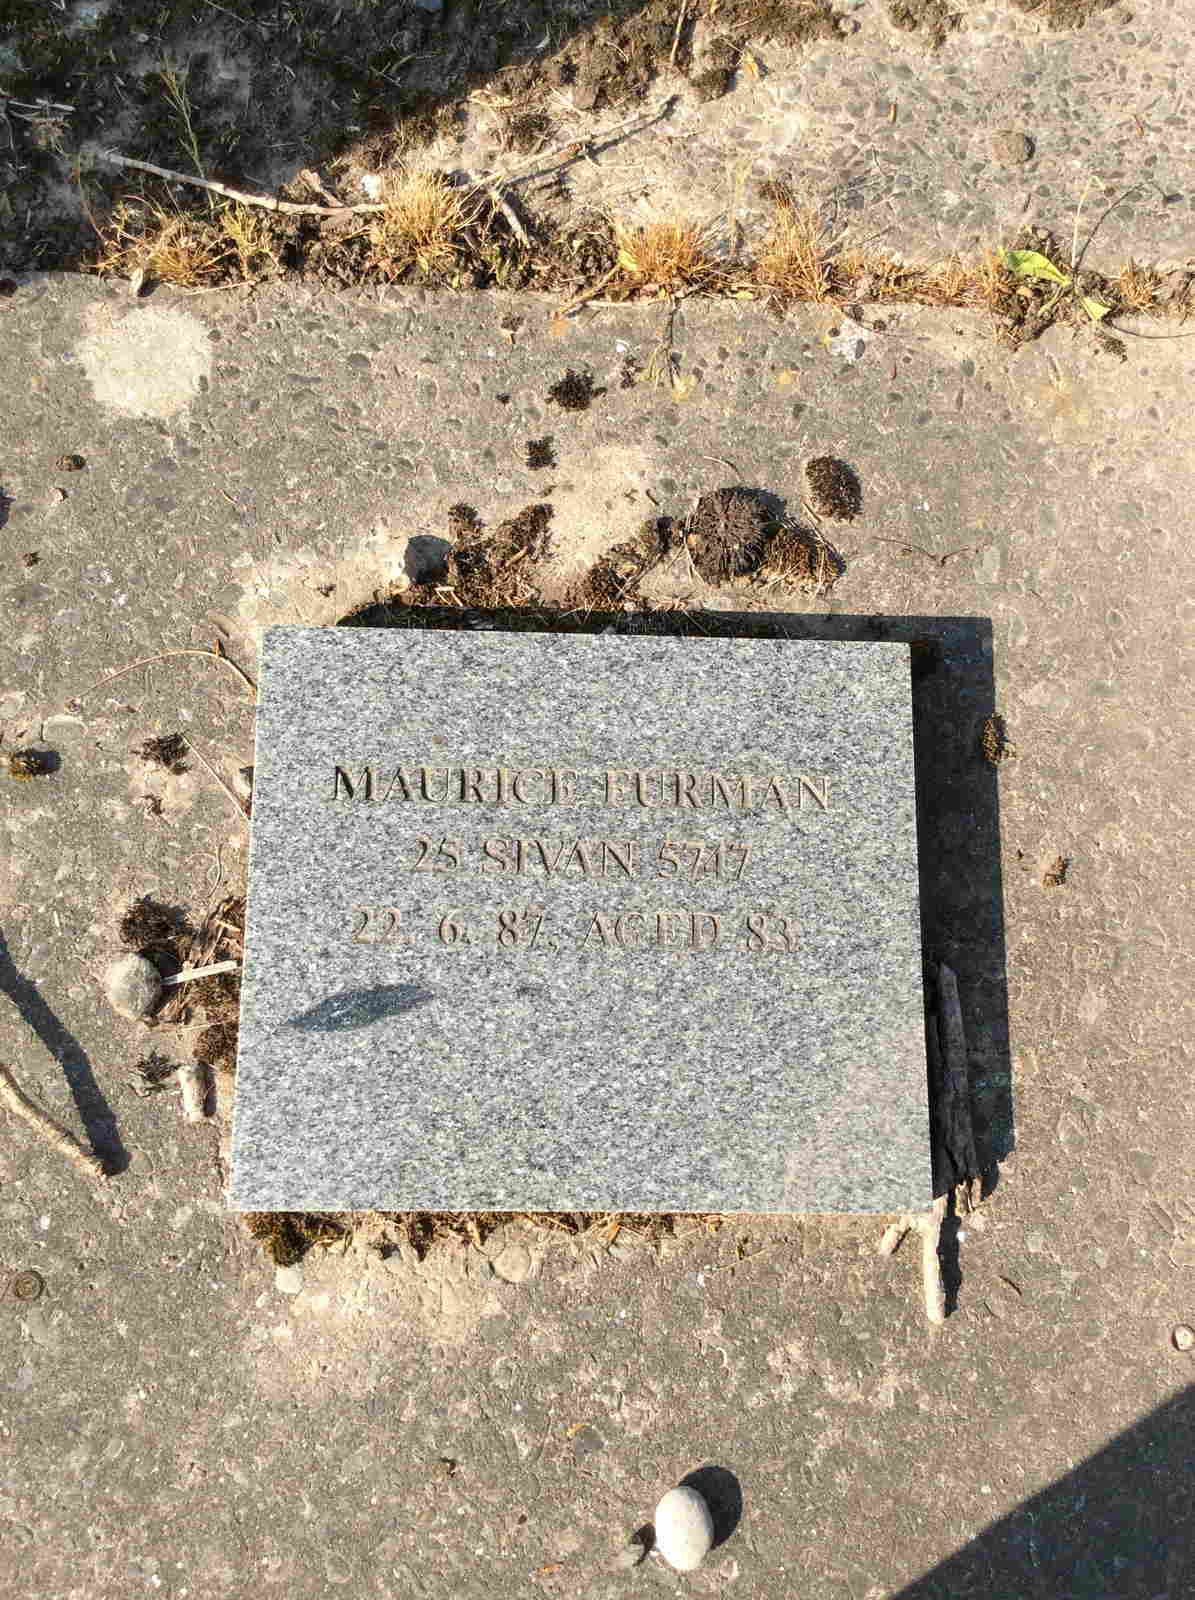 MAURICE FURMAN
25 SIVAN 5747
22. 6. 87, AGED 83.